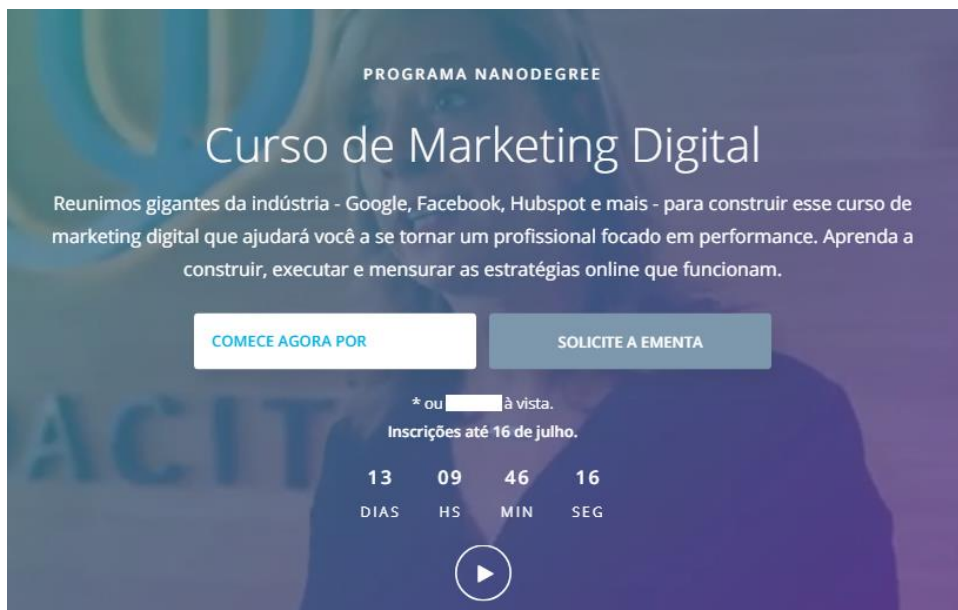 PROGRAMA NANODEGREE
Curso de Marketing Digital
Reunimos gigantes da indústria - Google, Facebook, Hubspot e mais - para construir esse curso de
marketing digital que ajudará você a se tornar um profissional focado em performance. Aprenda a
construir, executar e mensurar as estratégias online que funcionam.
COMECE AGORA POR
SOLICITE A EMENTA
* ou à vista.
Inscrições até 16 de julho.
ACIT
13 09 46 16
DIAS HS MIN SEG